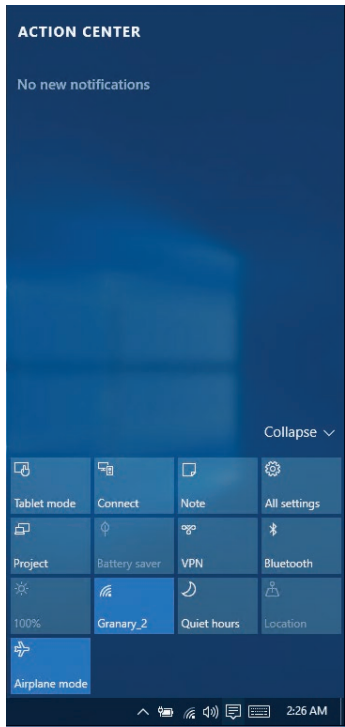 ACTION CENTER
No new notifications
Collapse
Tablet mode Connect Note All settings
Project Battery saver VPN Bluetooth
100% Granary_2 Quiet hours Location
Airplane mode
2:26 AM